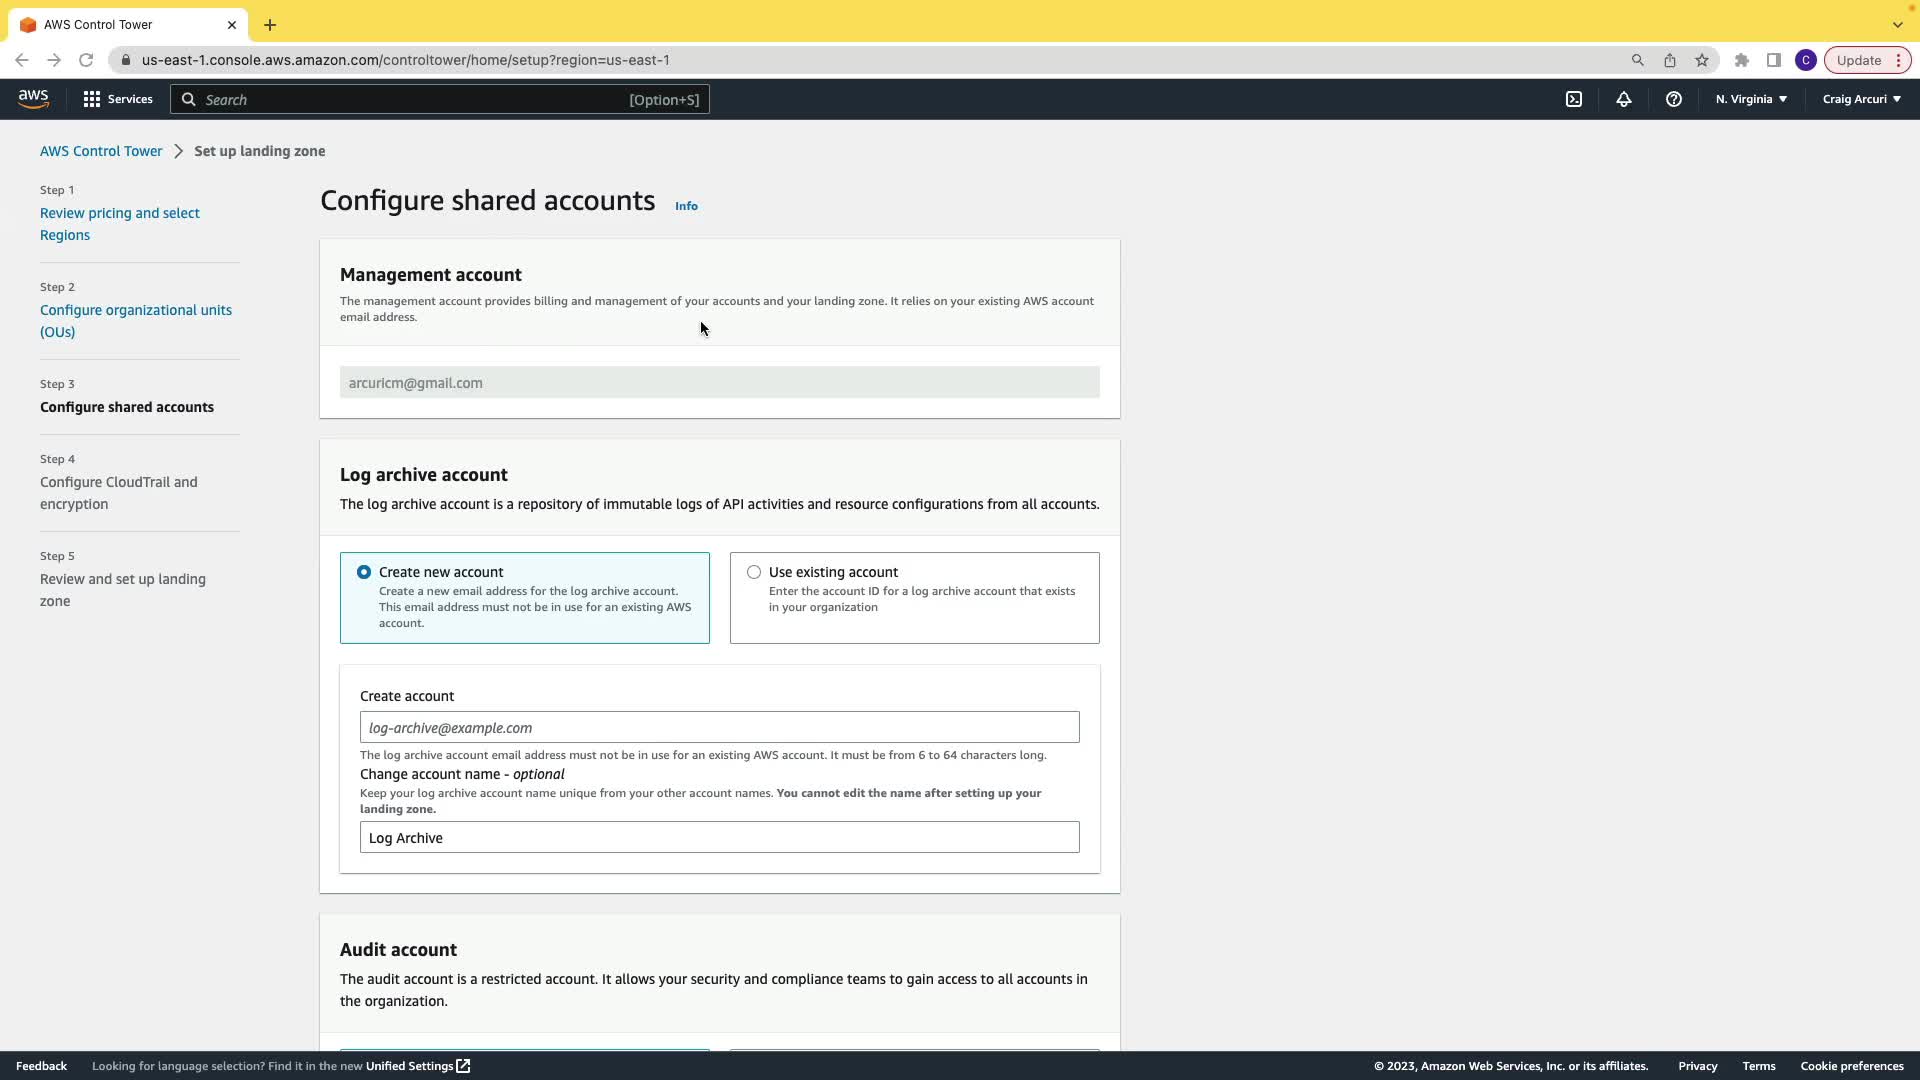 AWS Control Tower
us-east-1.console.aws.amazon.com/controltower/home/setup?region=us-east-1
C
Update
aws
Services
Search
[Option+S]
N. Virginia
Craig Arcuri
AWS Control Tower
Set up landing zone
Step 1
Review pricing and select
Regions
Step 2
Configure organizational units
(OUs)
Step 3
Configure shared accounts
Step 4
Configure CloudTrail and
encryption
Step 5
Review and set up landing
zone
Configure shared accounts
Info
Management account
The management account provides billing and management of your accounts and your landing zone. It relies on your existing AWS account
email address.
arcuricm@gmail.com
Log archive account
The log archive account is a repository of immutable logs of API activities and resource configurations from all accounts.
Create new account
Create a new email address for the log archive account.
This email address must not be in use for an existing AWS
account.
Use existing account
Enter the account ID for a log archive account that exists
in your organization
Create account
log-archive@example.com
The log archive account email address must not be in use for an existing AWS account. It must be from 6 to 64 characters long.
Change account name - optional
Keep your log archive account name unique from your other account names. You cannot edit the name after setting up your
landing zone.
Log Archive
Audit account
The audit account is a restricted account. It allows your security and compliance teams to gain access to all accounts in
the organization.
Feedback
Looking for language selection? Find it in the new Unified Settings
© 2023, Amazon Web Services, Inc. or its affiliates.
Privacy
Terms
Cookie preferences